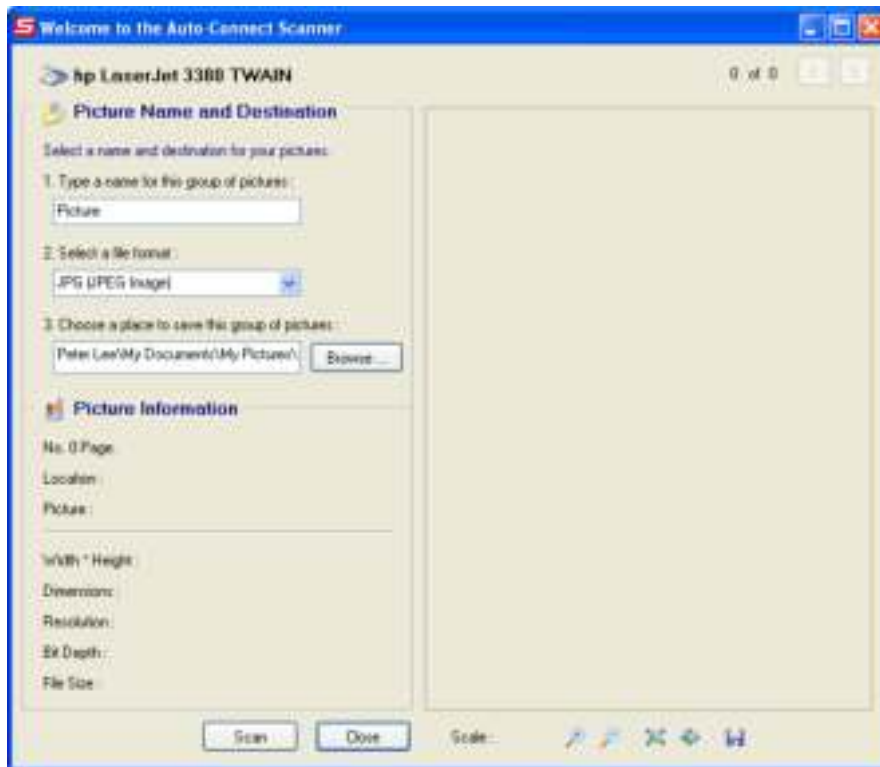 Welcome to the Auto-Connect Scanner
hp LaserJet 3380 TWAIN
0 of 0
Picture Name and Destination
Select a name and destination for your pictures.
1. Type a name for this group of pictures :
Picture
2. Select a file format :
JPG (JPEG Image)
3. Choose a place to save this group of pictures :
Peter Lee\My Documents\My Pictures\
Browse ...
Picture Information
No. 0 Page
Location :
Picture :
Width * Height :
Dimensions :
Resolution :
Bit Depth :
File Size :
Scan
Close
Scale :